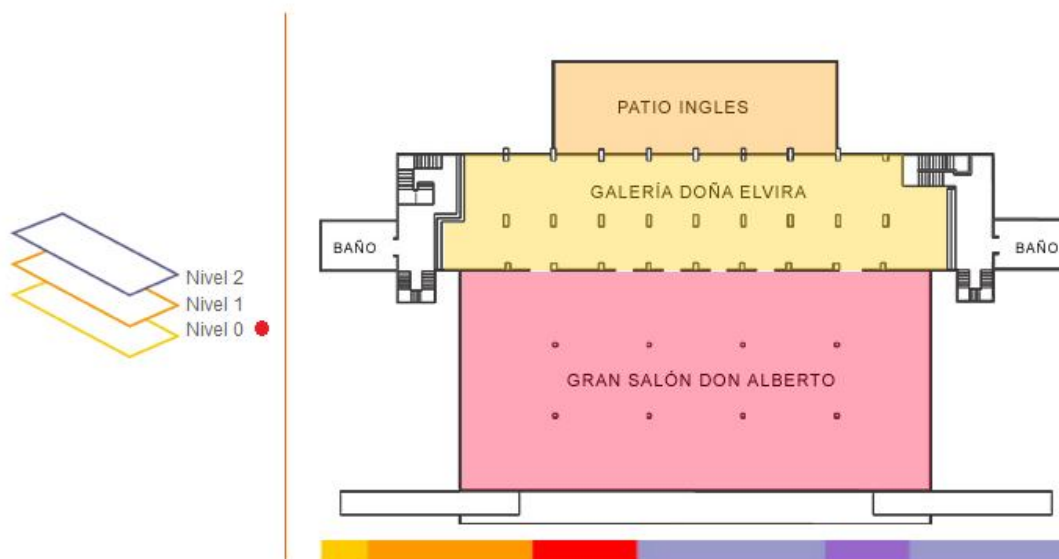 Nivel 2
Nivel 1
Nivel 0
PATIO INGLES
GALERÍA DOÑA ELVIRA
BAÑO
BAÑO
GRAN SALÓN DON ALBERTO